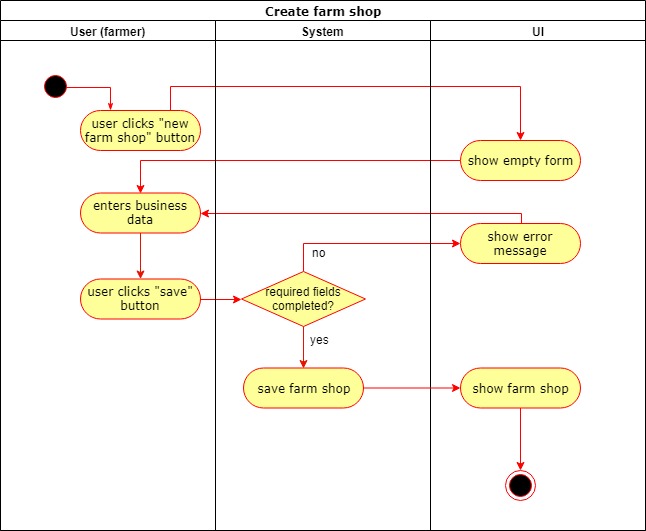 Create farm shop
User (farmer)
System
UI
user clicks "new
farm shop" button
show empty form
enters business
data
show error
message
no
user clicks "save"
button
required fields
completed?
yes
save farm shop
show farm shop